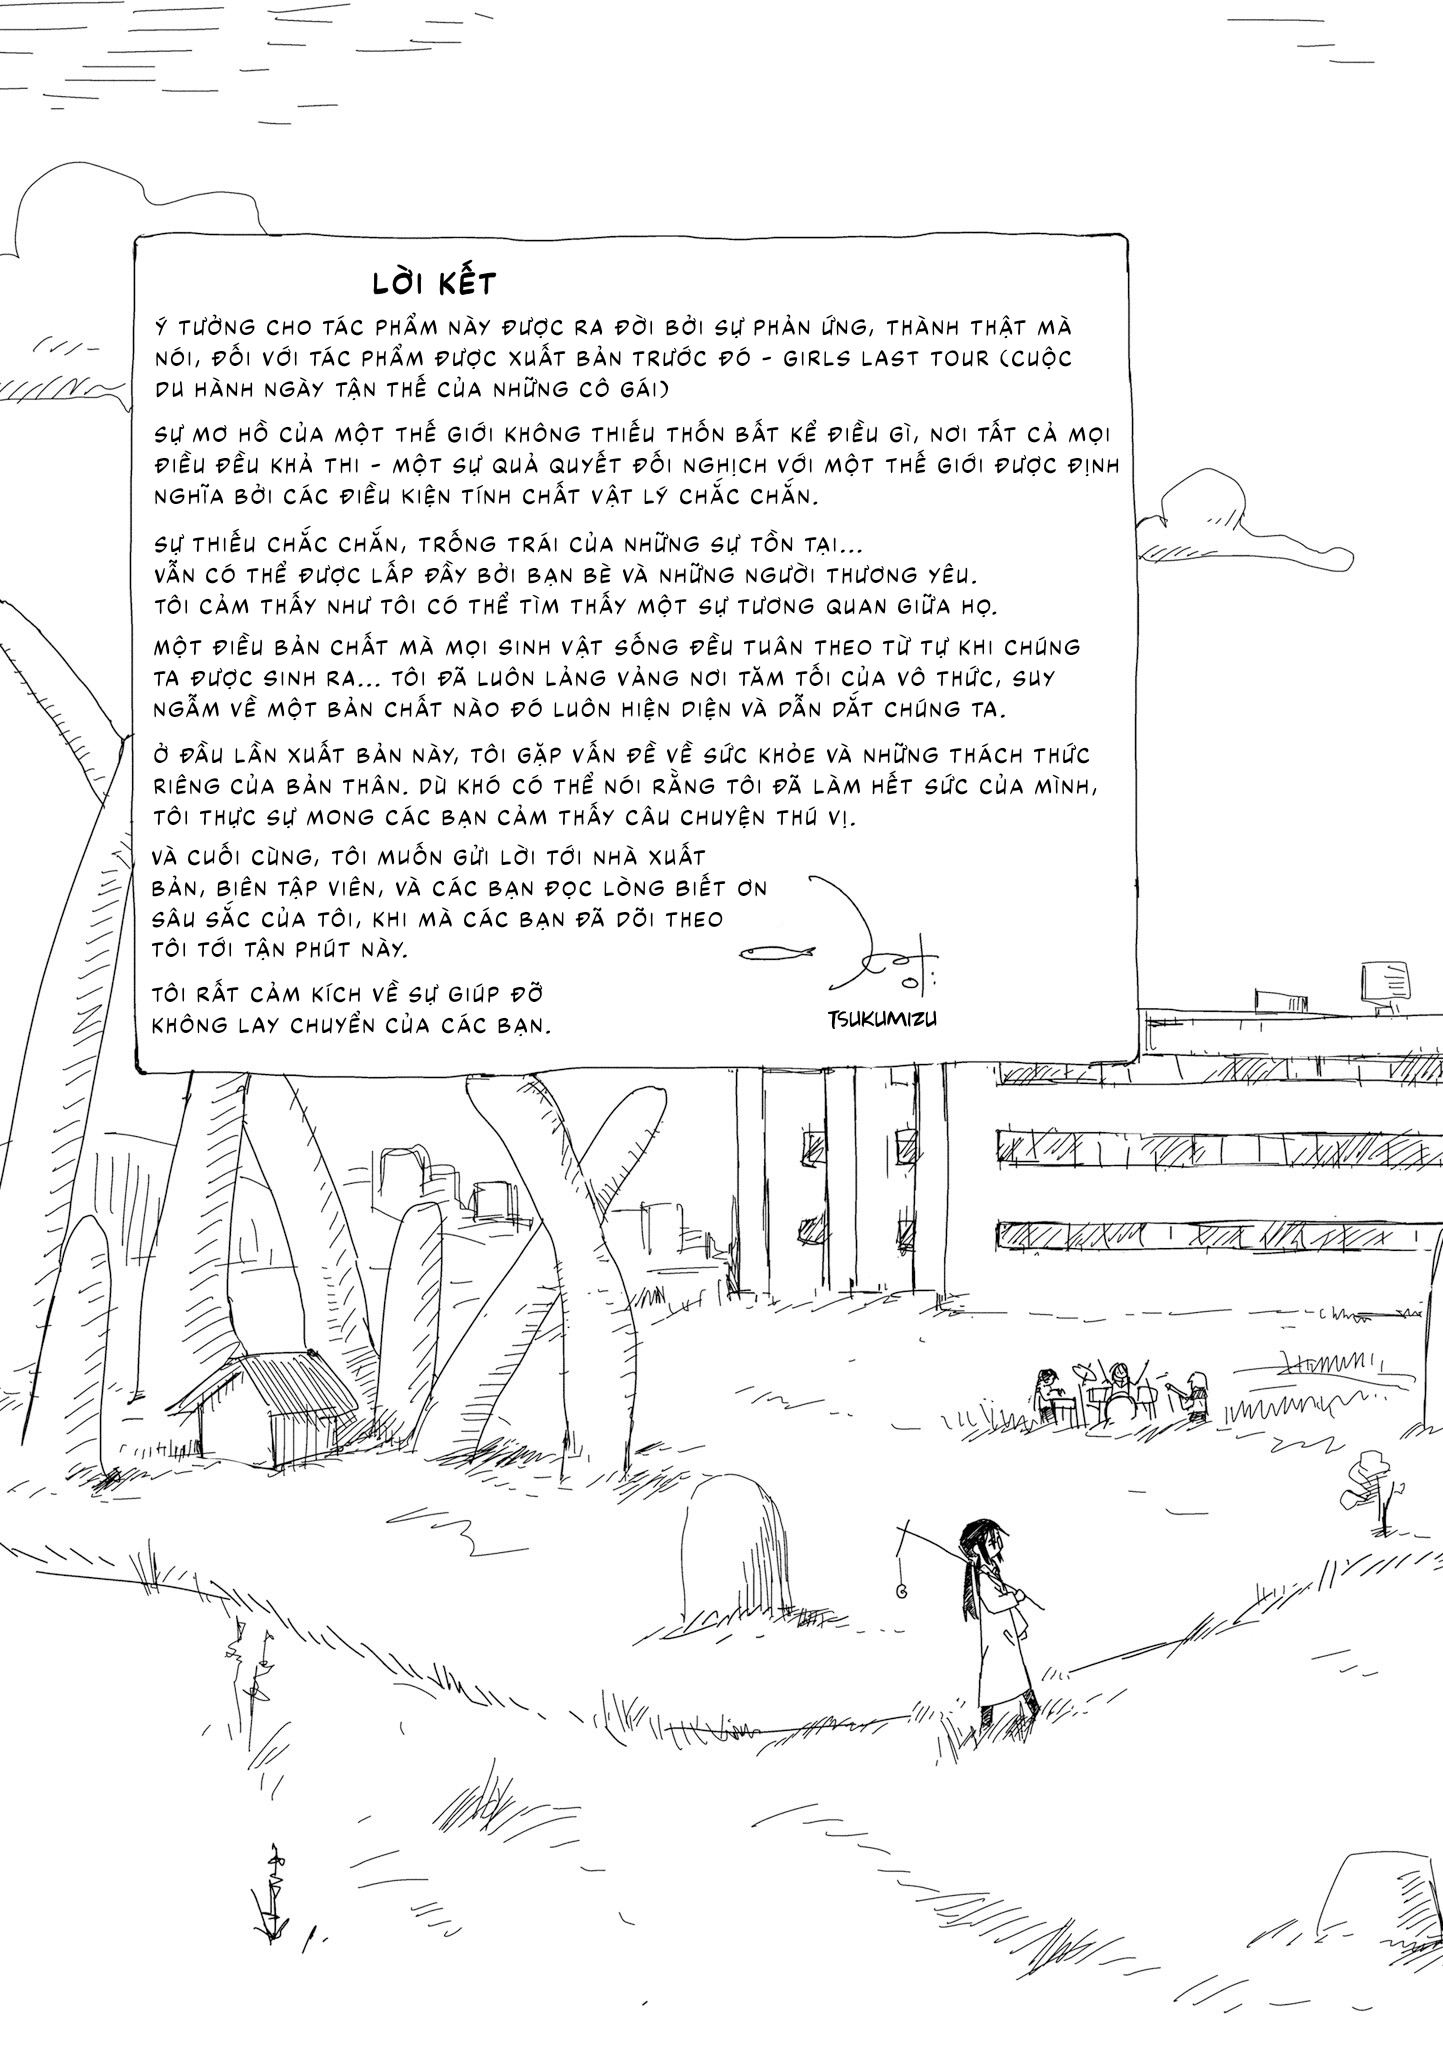 LỜI KẾT
Ý TƯỞNG CHO TÁC PHẨM NÀY ĐƯỢC RA ĐỜI BỞI SỰ PHẢN ỨNG, THÀNH THẬT MÀ
NÓI, ĐỐI VỚI TÁC PHẨM ĐƯỢC XUẤT BẢN TRƯỚC ĐÓ - GIRLS LAST TOUR (CUỘC
DU HÀNH NGÀY TẬN THẾ CỦA NHỮNG CÔ GÁI)
SỰ MƠ HỒ CỦA MỘT THẾ GIỚI KHÔNG THIẾU THỐN BẤT KỂ ĐIỀU GÌ, NƠI TẤT CẢ MỌI
ĐIỀU ĐỀU KHẢ THI - MỘT SỰ QUẢ QUYẾT ĐỐI NGHỊCH VỚI MỘT THẾ GIỚI ĐƯỢC ĐỊNH
NGHĨA BỞI CÁC ĐIỀU KIỆN TÍNH CHẤT VẬT LÝ CHẮC CHẮN.
SỰ THIẾU CHẮC CHẮN, TRỐNG TRÁI CỦA NHỮNG SỰ TỒN TẠI...
VẪN CÓ THỂ ĐƯỢC LẤP ĐẦY BỞI BẠN BÈ VÀ NHỮNG NGƯỜI THƯƠNG YÊU.
TÔI CẢM THẤY NHƯ TÔI CÓ THỂ TÌM THẤY MỘT SỰ TƯƠNG QUAN GIỮA HỌ.
MỘT ĐIỀU BẢN CHẤT MÀ MỌI SINH VẬT SỐNG ĐỀU TUÂN THEO TỪ TỰ KHI CHÚNG
TA ĐƯỢC SINH RA... TÔI ĐÃ LUÔN LẢNG VẢNG NƠI TĂM TỐI CỦA VÔ THỨC, SUY
NGẪM VỀ MỘT BẢN CHẤT NÀO ĐÓ LUÔN HIỆN DIỆN VÀ DẪN DẮT CHÚNG TA.
Ở ĐẦU LẦN XUẤT BẢN NÀY, TÔI GẶP VẤN ĐỀ VỀ SỨC KHỎE VÀ NHỮNG THÁCH THỨC
RIÊNG CỦA BẢN THÂN. DÙ KHÓ CÓ THỂ NÓI RẰNG TÔI ĐÃ LÀM HẾT SỨC CỦA MÌNH,
TÔI THỰC SỰ MONG CÁC BẠN CẢM THẤY CÂU CHUYỆN THÚ VỊ.
VÀ CUỐI CÙNG, TÔI MUỐN GỬI LỜI TỚI NHÀ XUẤT
BẢN, BIÊN TẬP VIÊN, VÀ CÁC BẠN ĐỌC LÒNG BIẾT ƠN
SÂU SẮC CỦA TÔI, KHI MÀ CÁC BẠN ĐÃ DÕI THEO
TÔI TỚI TẬN PHÚT NÀY.
TÔI RẤT CẢM KÍCH VỀ SỰ GIÚP ĐỠ
KHÔNG LAY CHUYỂN CỦA CÁC BẠN.
TSUKUMIZU